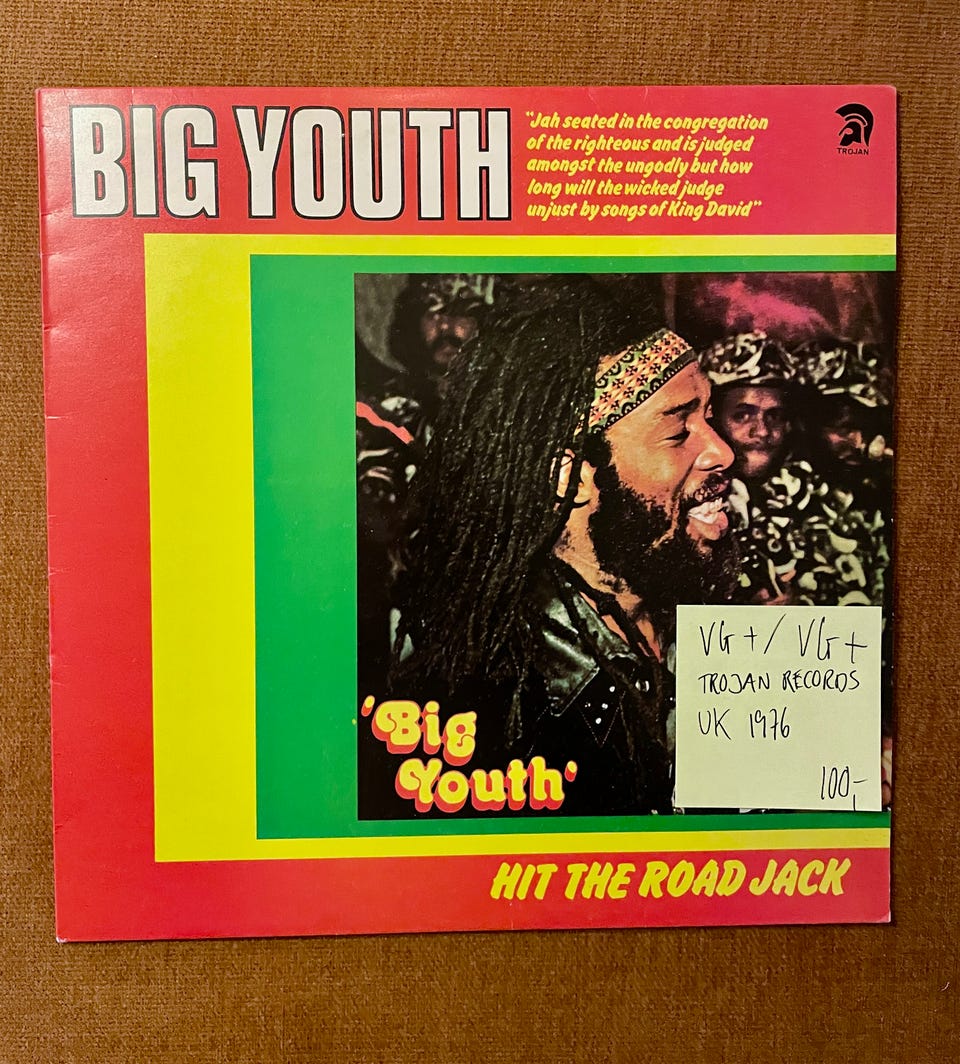 BIG YOUTH
"Jah seated in the congregation
of the righteous and is judged
amongst the ungodly but how
long will the wicked judge
unjust by songs of King David"
TROJAN
VG+/VG+
TROJAN RECORDS
UK 1976
100,-
'Big
Youth'
HIT THE ROAD JACK